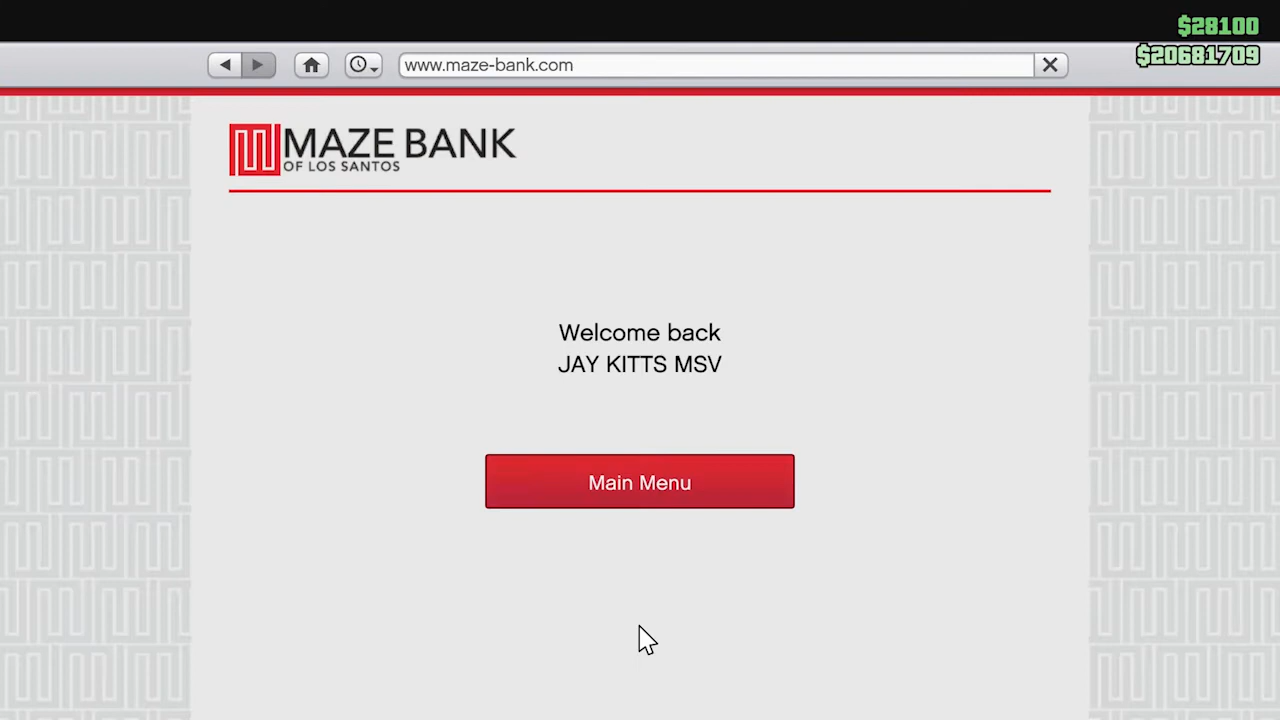 $28100
$20681709
www.maze-bank.com
MAZE BANK
OF LOS SANTOS
Welcome back
JAY KITTS MSV
Main Menu